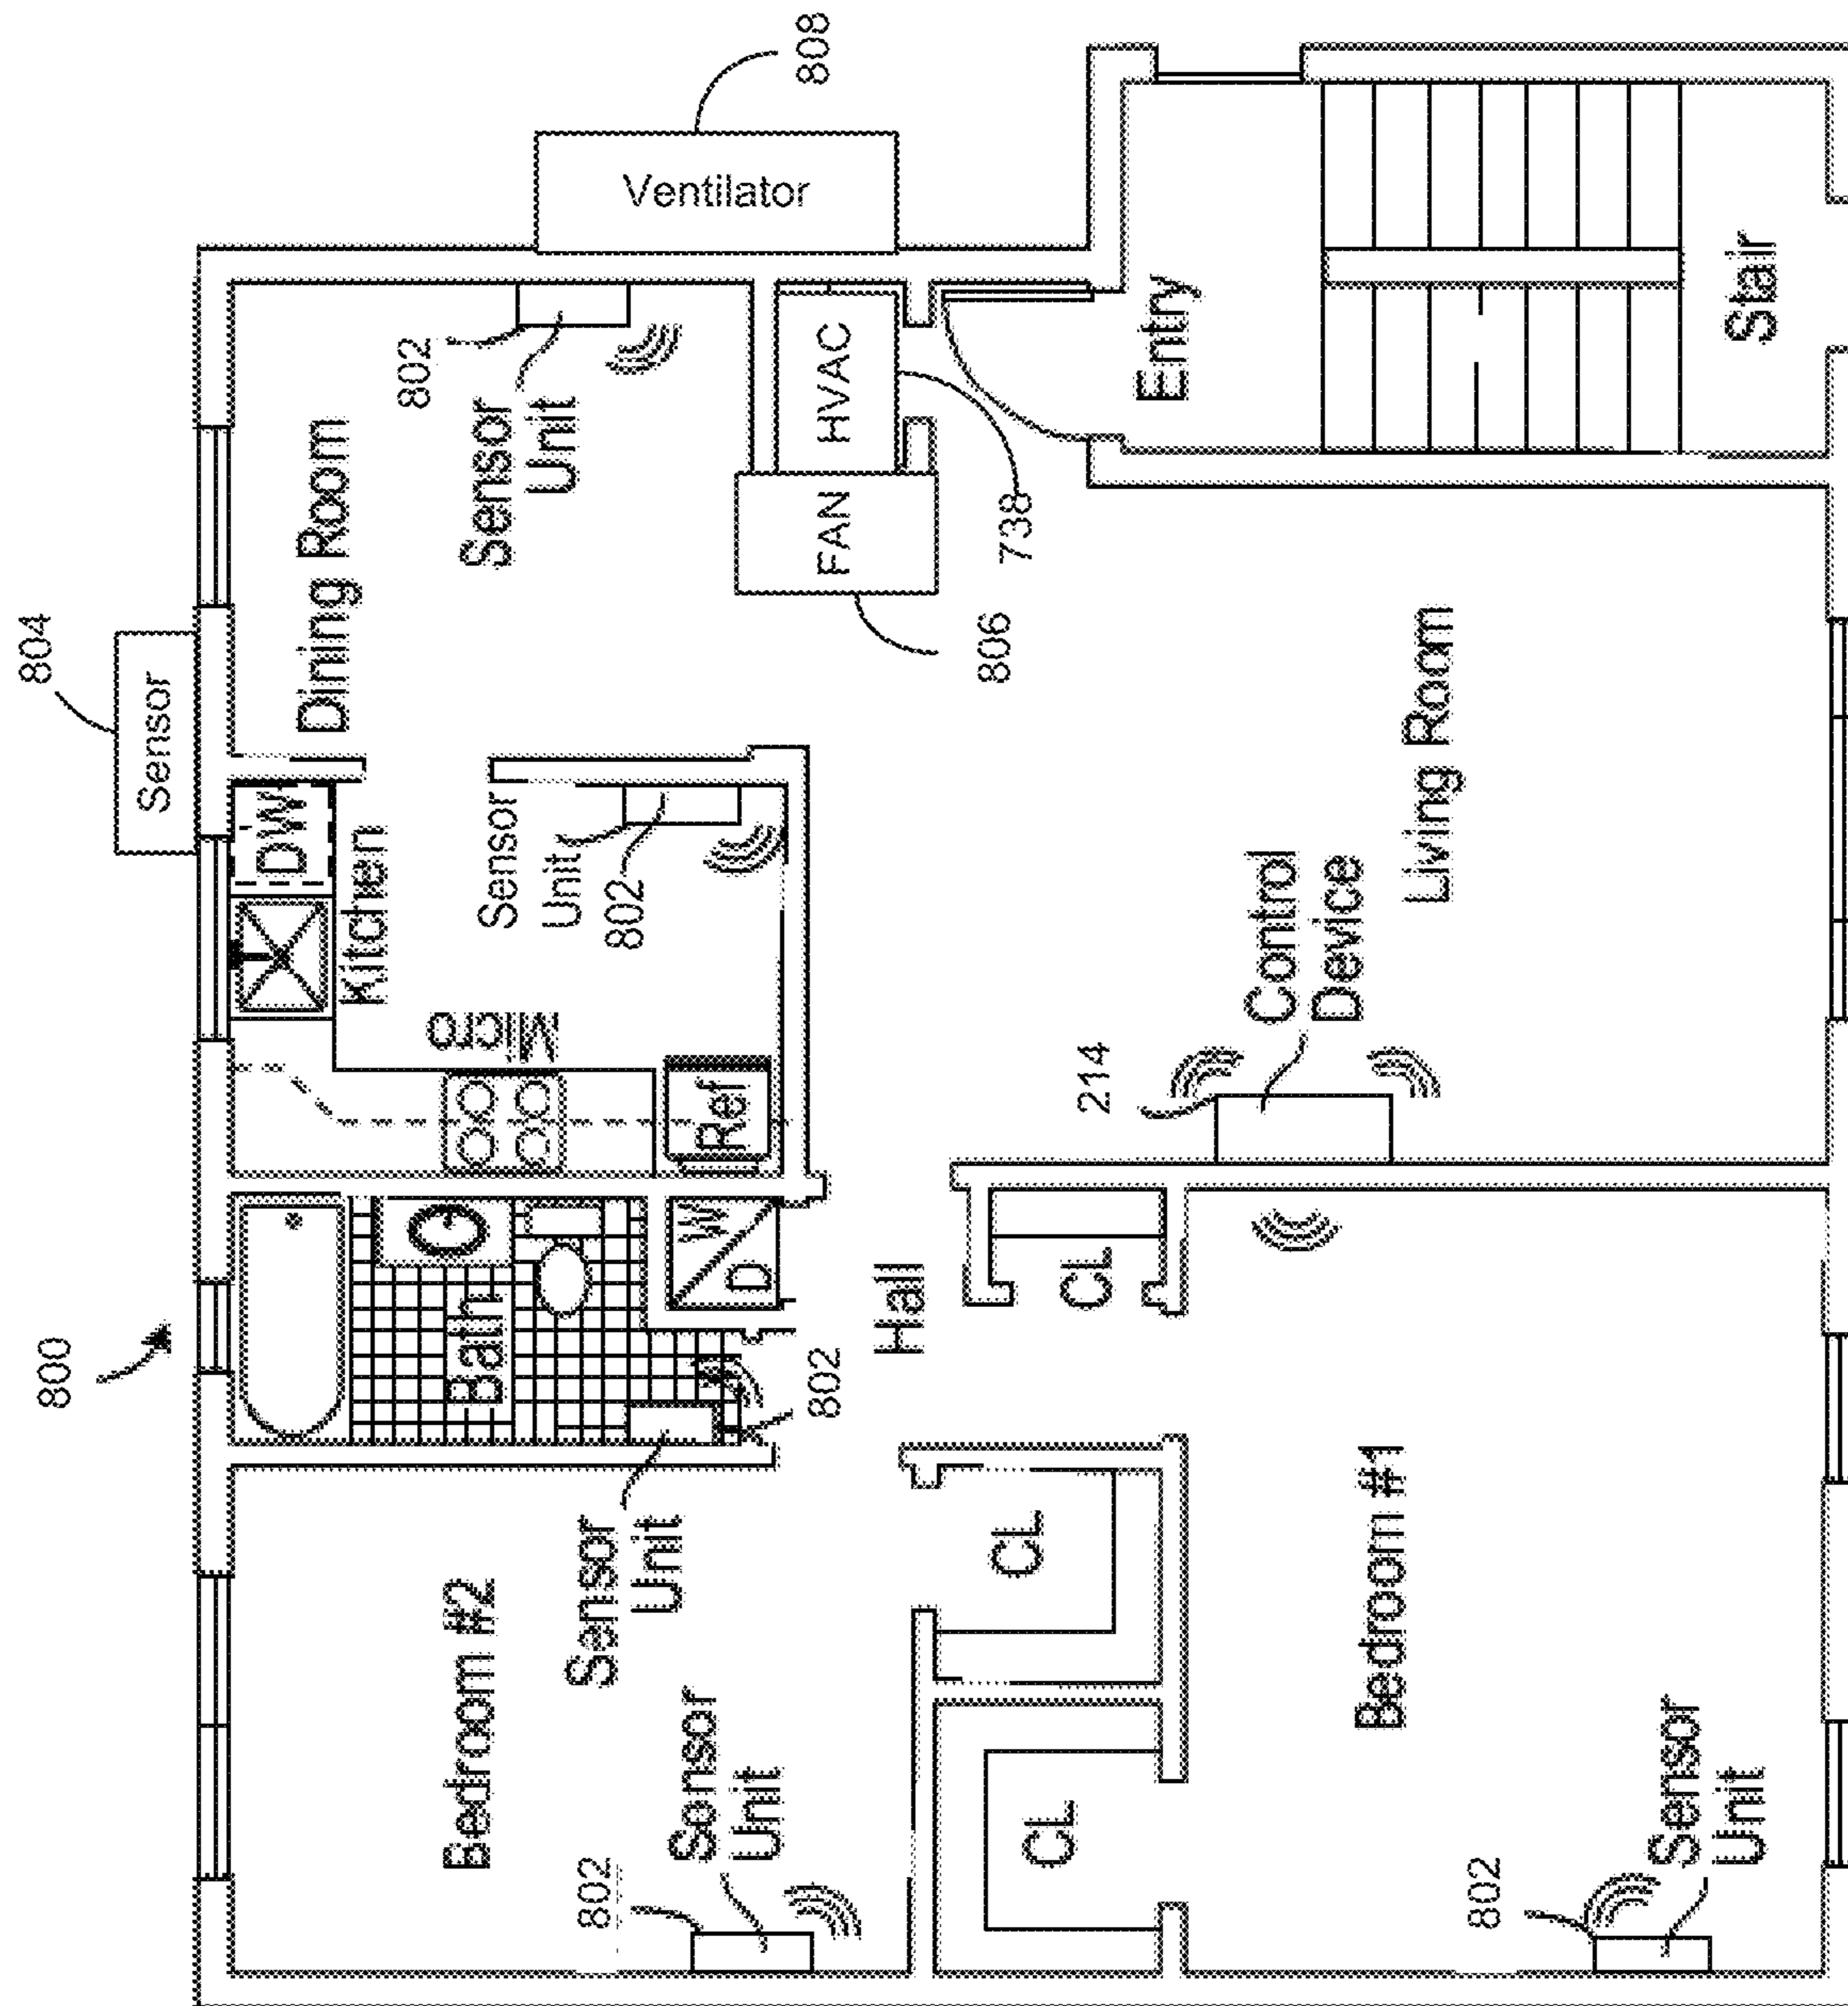 800
804
Sensor
DW
Dining Room
Kitchen
802
Bedroom #2
Bath
Micro
Sensor
Unit
802
Sensor
Unit
Sensor
Unit
802
Sensor
Unit
802
Ventilator
808
W
D
Ref
802
FAN
HVAC
806
738
Hall
CL
CL
CL
214
Entry
Control
Device
Bedroom #1
Living Room
802
Sensor
Unit
Stair